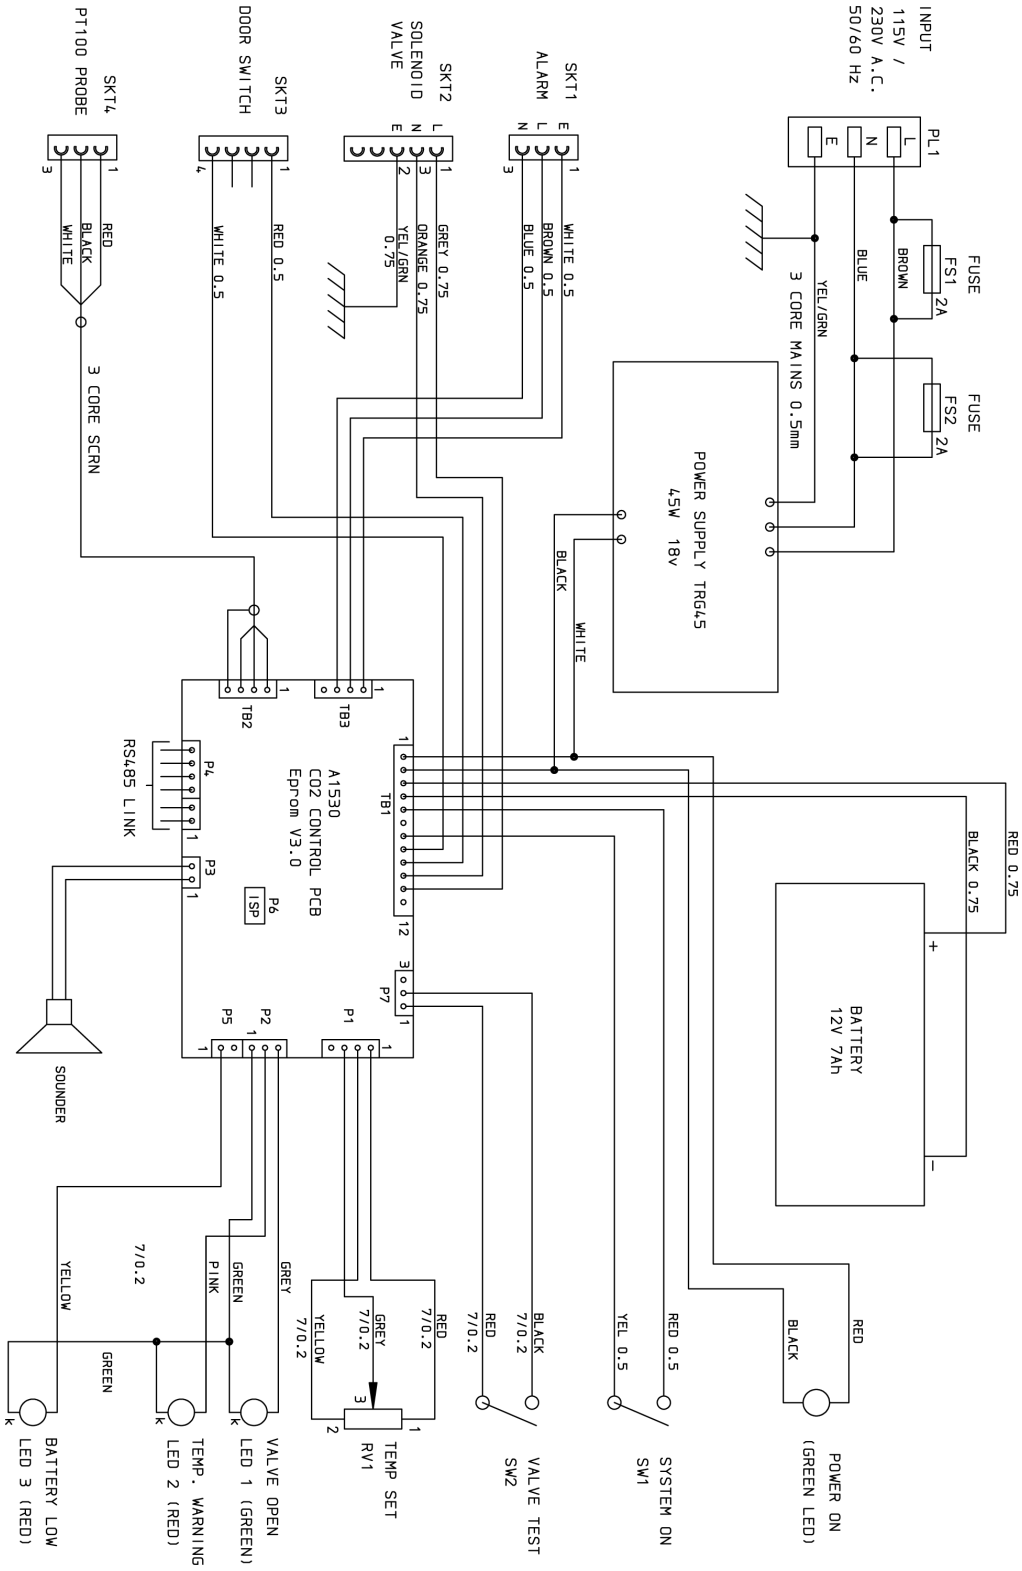 INPUT
115V /
230V A.C.
50/60 Hz
PL1
L
N
E
FUSE
FS1
2A
FUSE
FS2
2A
BROWN
BLUE
YEL/GRN
3 CORE MAINS 0.5mm
POWER SUPPLY TRG45
45W 18v
BLACK
WHITE
SKT1
ALARM
E
L
N
1
3
WHITE 0.5
BROWN 0.5
BLUE 0.5
SKT2
SOLENOID
VALVE
L
N
E
1
3
2
GREY 0.75
ORANGE 0.75
YEL/GRN
0.75
SKT3
DOOR SWITCH
1
4
RED 0.5
WHITE 0.5
SKT4
PT100 PROBE
1
3
RED
BLACK
WHITE
3 CORE SCRN
1
TB3
1
TB2
1
TB1
12
A1530
CO2 CONTROL PCB
Eprom V3.0
P4
1
RS485 LINK
P3
1
P6
ISP
3
P7
1
P1
1
P2
1
P5
1
SOUNDER
RED 0.75
BLACK 0.75
+
−
BATTERY
12V 7Ah
RED
BLACK
POWER ON
(GREEN LED)
RED 0.5
YEL 0.5
SYSTEM ON
SW1
BLACK
7/0.2
RED
7/0.2
VALVE TEST
SW2
RED
7/0.2
GREY
7/0.2
YELLOW
7/0.2
1
3
2
TEMP SET
RV1
GREY
GREEN
PINK
7/0.2
YELLOW
GREEN
k
VALVE OPEN
LED 1 (GREEN)
k
TEMP. WARNING
LED 2 (RED)
k
BATTERY LOW
LED 3 (RED)